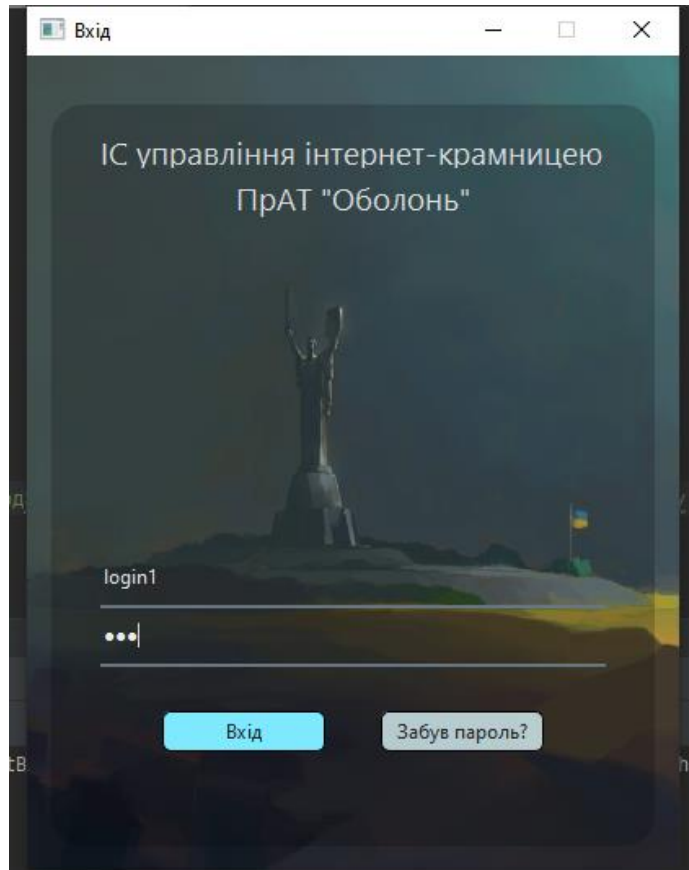 Вхід
ІС управління інтернет-крамницею
ПрАТ "Оболонь"
login1
•••
Вхід
Забув пароль?